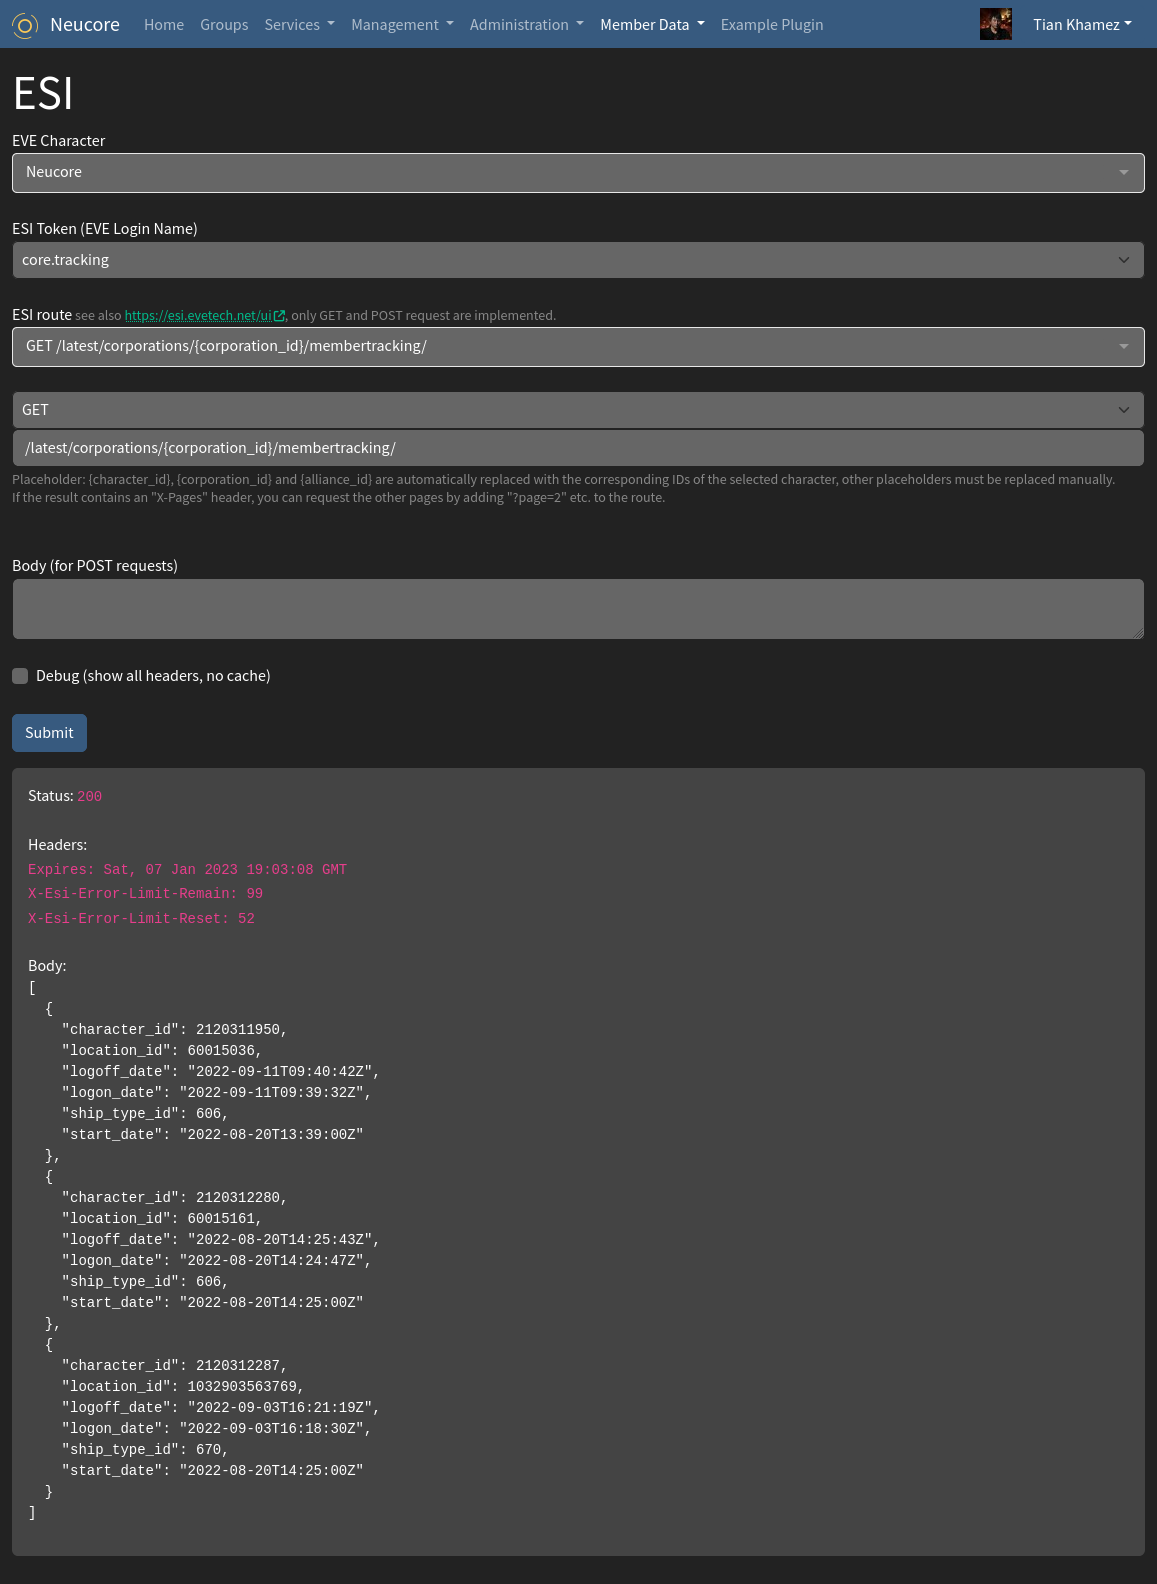 Neucore Home Groups Services Management Administration Member Data Example Plugin Tian Khamez
ESI
EVE Character
Neucore
ESI Token (EVE Login Name)
core.tracking
ESI route see also https://esi.evetech.net/ui, only GET and POST request are implemented.
GET /latest/corporations/{corporation_id}/membertracking/
GET
/latest/corporations/{corporation_id}/membertracking/
Placeholder: {character_id}, {corporation_id} and {alliance_id} are automatically replaced with the corresponding IDs of the selected character, other placeholders must be replaced manually.
If the result contains an "X-Pages" header, you can request the other pages by adding "?page=2" etc. to the route.
Body (for POST requests)
Debug (show all headers, no cache)
Submit
Status: 200
Headers:
Expires: Sat, 07 Jan 2023 19:03:08 GMT
X-Esi-Error-Limit-Remain: 99
X-Esi-Error-Limit-Reset: 52
Body:
[
  {
    "character_id": 2120311950,
    "location_id": 60015036,
    "logoff_date": "2022-09-11T09:40:42Z",
    "logon_date": "2022-09-11T09:39:32Z",
    "ship_type_id": 606,
    "start_date": "2022-08-20T13:39:00Z"
  },
  {
    "character_id": 2120312280,
    "location_id": 60015161,
    "logoff_date": "2022-08-20T14:25:43Z",
    "logon_date": "2022-08-20T14:24:47Z",
    "ship_type_id": 606,
    "start_date": "2022-08-20T14:25:00Z"
  },
  {
    "character_id": 2120312287,
    "location_id": 1032903563769,
    "logoff_date": "2022-09-03T16:21:19Z",
    "logon_date": "2022-09-03T16:18:30Z",
    "ship_type_id": 670,
    "start_date": "2022-08-20T14:25:00Z"
  }
]